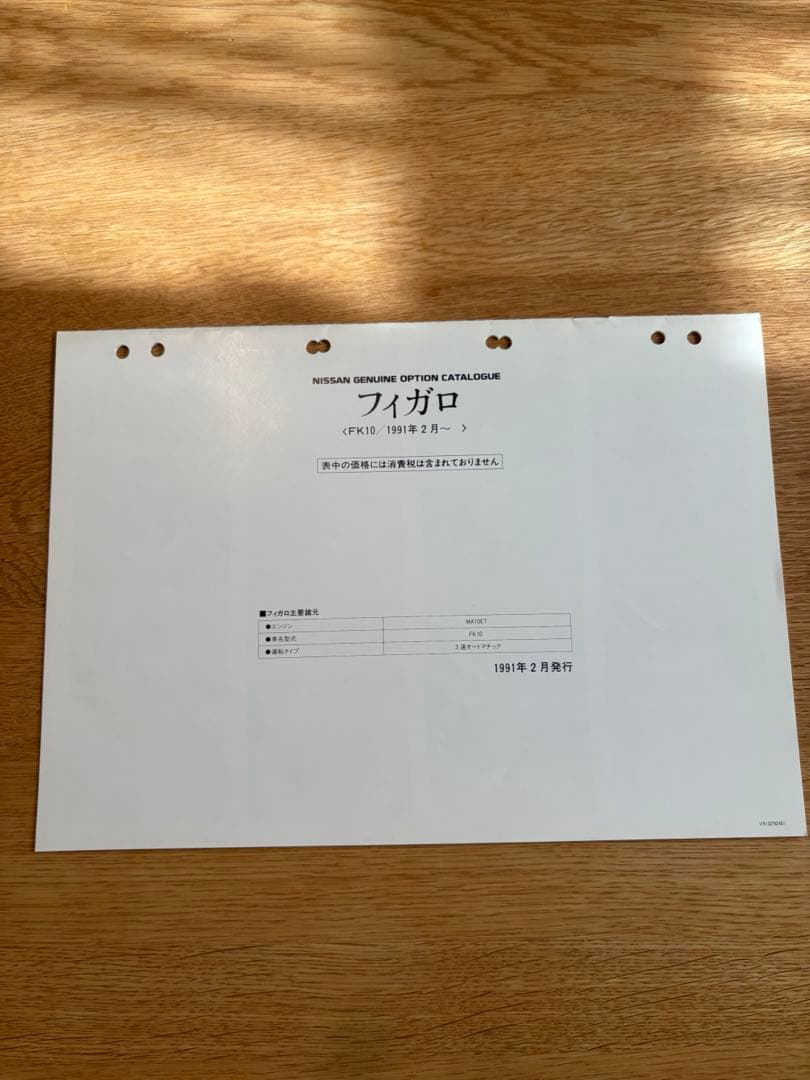 NISSAN GENUINE OPTION CATALOGUE
フィガロ
〈FK10／1991年2月～　〉
表中の価格には消費税は含まれておりません
■フィガロ主要諸元
●エンジン MA10ET
●車名型式 FK10
●運転タイプ 3速オートマチック
1991年2月発行